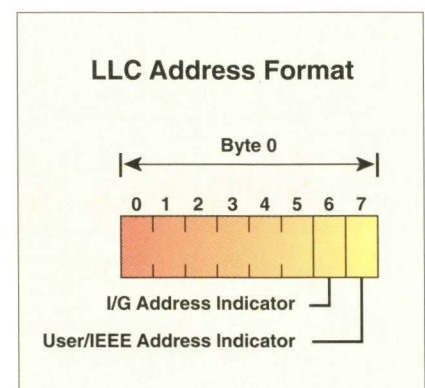 LLC Address Format
Byte 0
0 1 2 3 4 5 6 7
I/G Address Indicator
User/IEEE Address Indicator